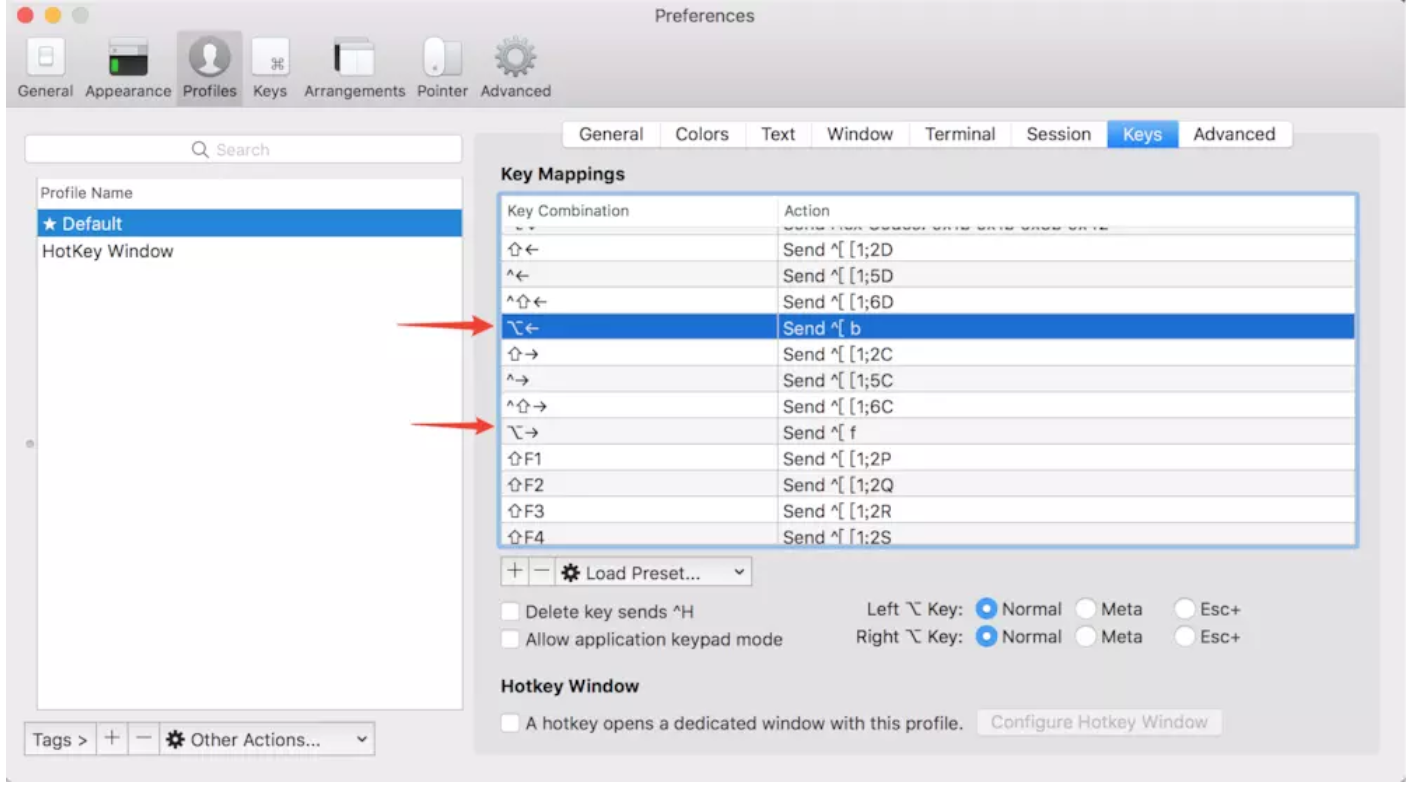 Preferences
General Appearance Profiles Keys Arrangements Pointer Advanced
Search
Profile Name
★ Default
HotKey Window
Tags > + − Other Actions...
General Colors Text Window Terminal Session Keys Advanced
Key Mappings
Key Combination Action
⇧← Send ^[ [1;2D
^← Send ^[ [1;5D
^⇧← Send ^[ [1;6D
⌥← Send ^[ b
⇧→ Send ^[ [1;2C
^→ Send ^[ [1;5C
^⇧→ Send ^[ [1;6C
⌥→ Send ^[ f
⇧F1 Send ^[ [1;2P
⇧F2 Send ^[ [1;2Q
⇧F3 Send ^[ [1;2R
⇧F4 Send ^[ [1;2S
+ − Load Preset...
Delete key sends ^H Left ⌥ Key: Normal Meta Esc+
Allow application keypad mode Right ⌥ Key: Normal Meta Esc+
Hotkey Window
A hotkey opens a dedicated window with this profile. Configure Hotkey Window